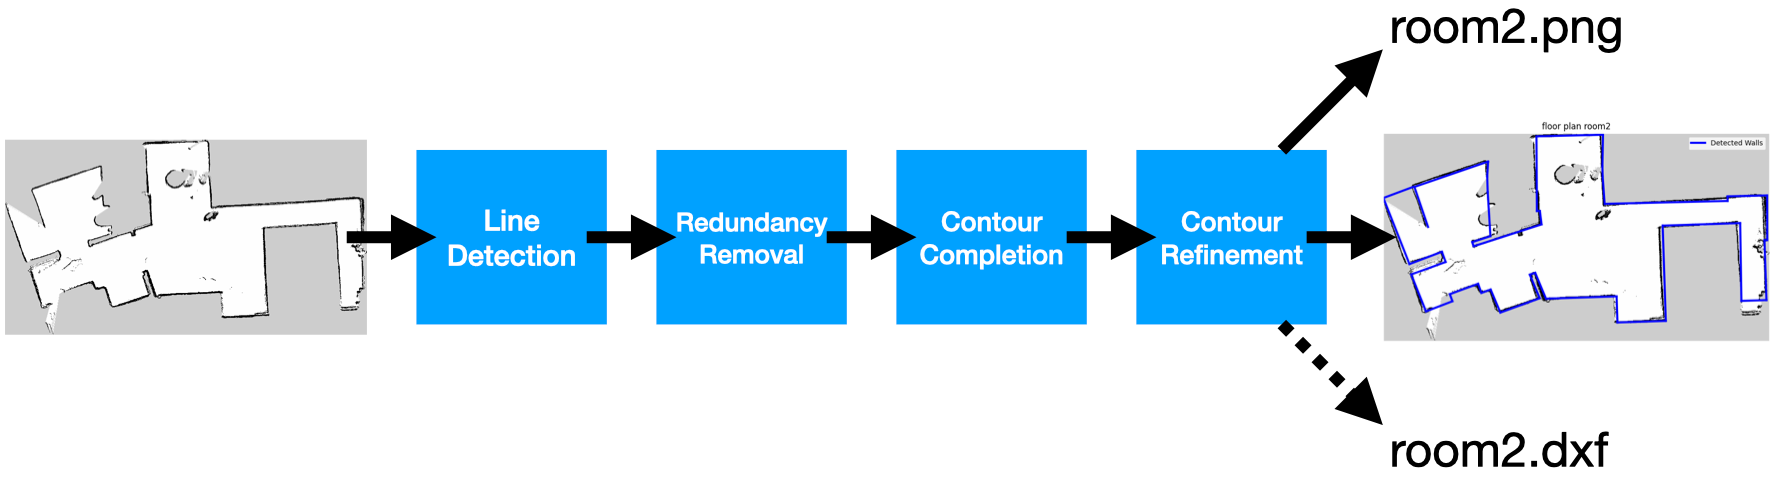 room2.png
Line
Detection
Redundancy
Removal
Contour
Completion
Contour
Refinement
floor plan room2
Detected Walls
room2.dxf